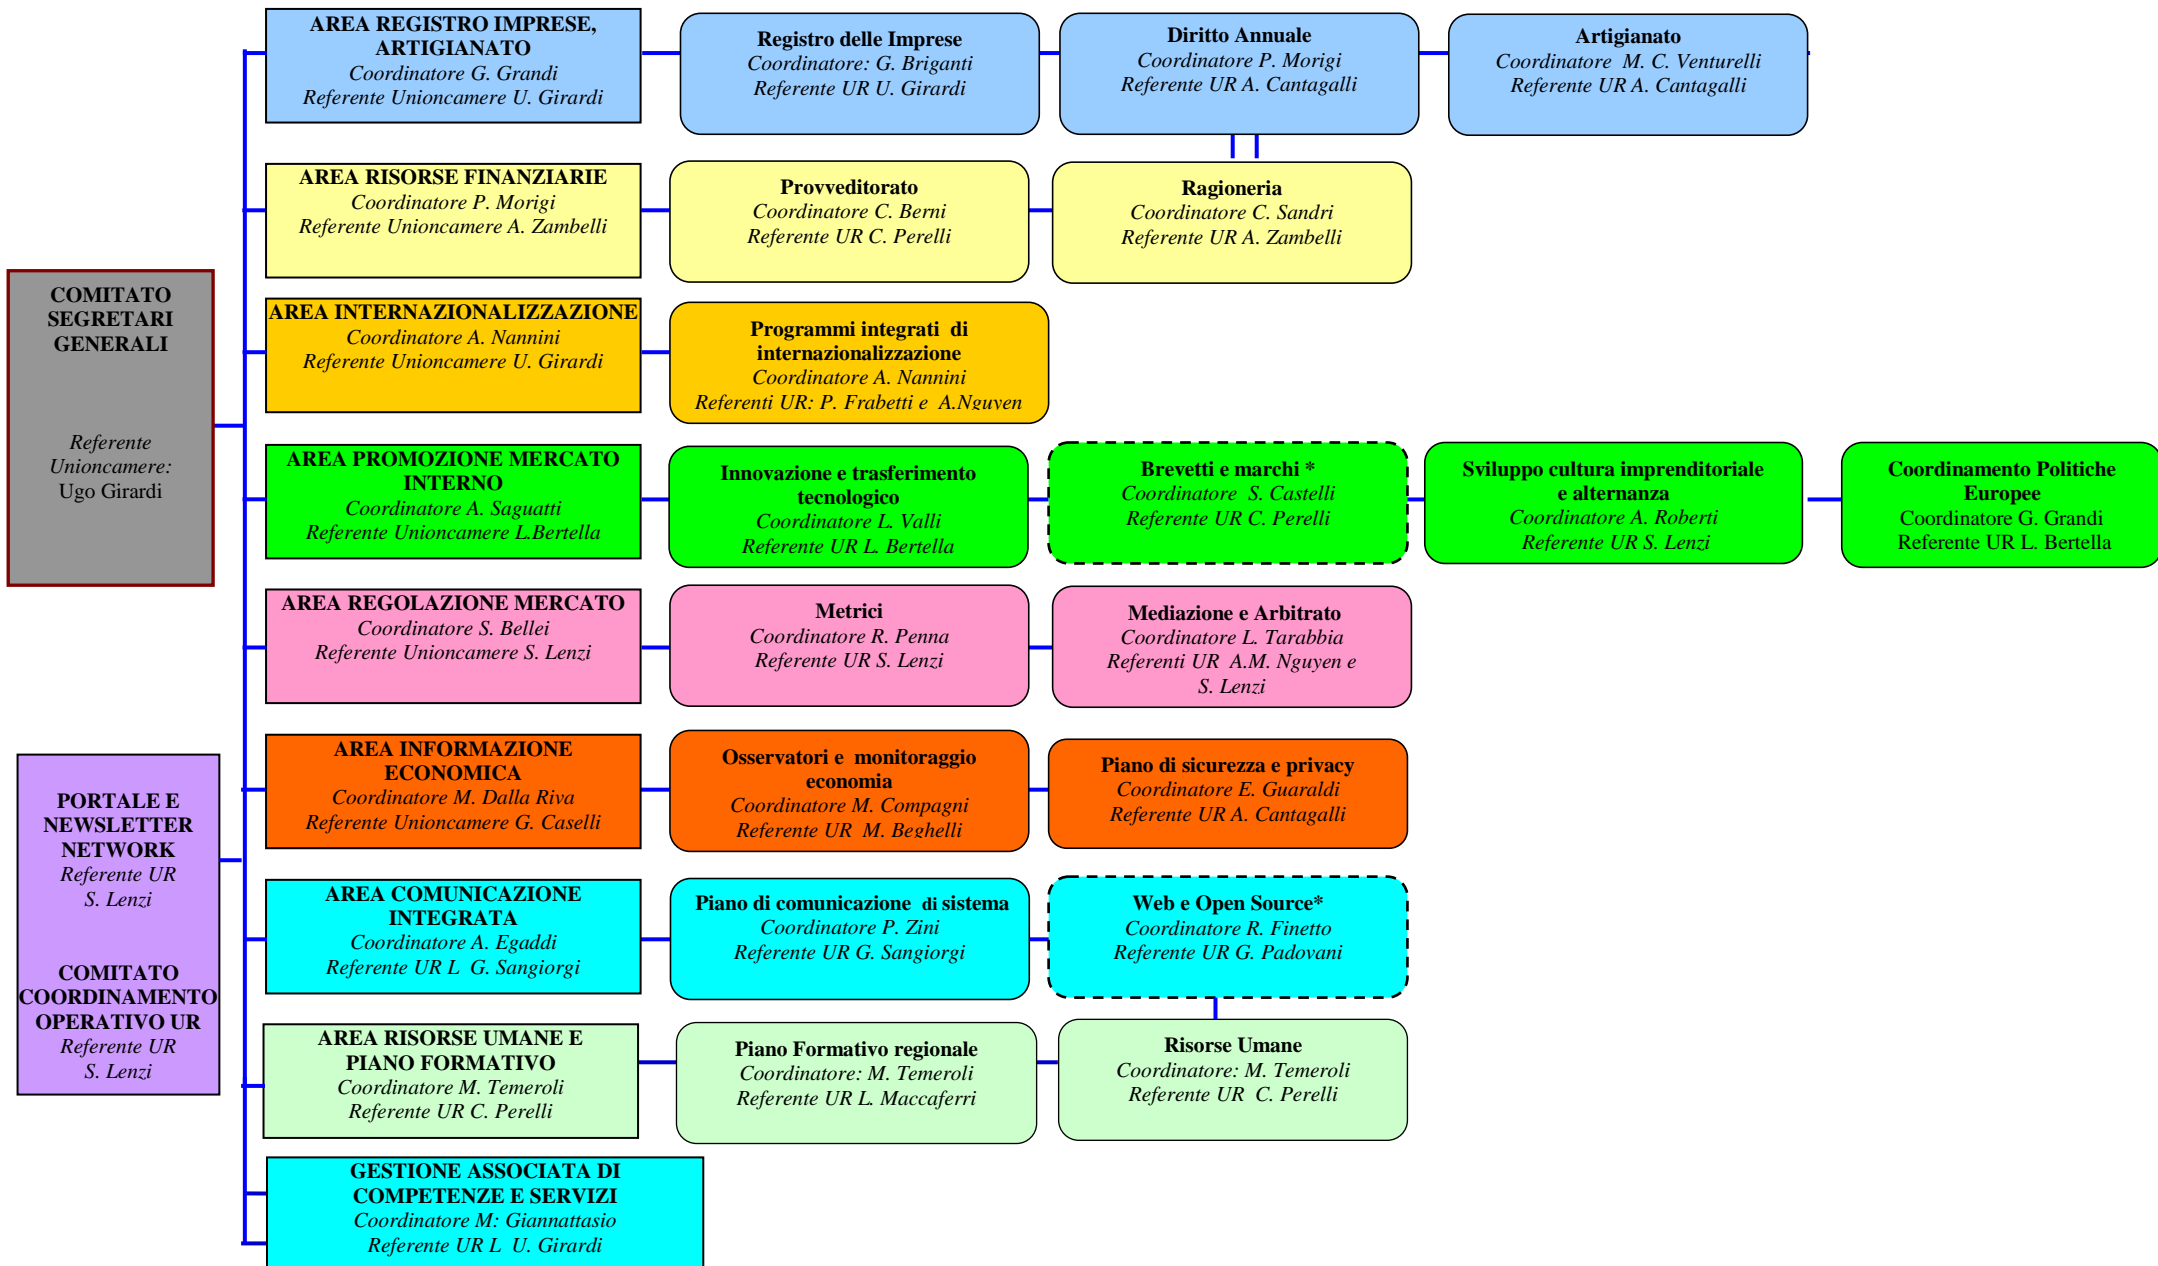 AREA REGISTRO IMPRESE,
ARTIGIANATO
Coordinatore G. Grandi
Referente Unioncamere U. Girardi
Registro delle Imprese
Coordinatore: G. Briganti
Referente UR U. Girardi
Diritto Annuale
Coordinatore P. Morigi
Referente UR A. Cantagalli
Artigianato
Coordinatore M. C. Venturelli
Referente UR A. Cantagalli
AREA RISORSE FINANZIARIE
Coordinatore P. Morigi
Referente Unioncamere A. Zambelli
Provveditorato
Coordinatore C. Berni
Referente UR C. Perelli
Ragioneria
Coordinatore C. Sandri
Referente UR A. Zambelli
COMITATO
SEGRETARI
GENERALI
Referente
Unioncamere:
Ugo Girardi
AREA INTERNAZIONALIZZAZIONE
Coordinatore A. Nannini
Referente Unioncamere U. Girardi
Programmi integrati di
internazionalizzazione
Coordinatore A. Nannini
Referenti UR: P. Frabetti e A.Nguyen
AREA PROMOZIONE MERCATO
INTERNO
Coordinatore A. Saguatti
Referente Unioncamere L.Bertella
Innovazione e trasferimento
tecnologico
Coordinatore L. Valli
Referente UR L. Bertella
Brevetti e marchi *
Coordinatore S. Castelli
Referente UR C. Perelli
Sviluppo cultura imprenditoriale
e alternanza
Coordinatore A. Roberti
Referente UR S. Lenzi
Coordinamento Politiche
Europee
Coordinatore G. Grandi
Referente UR L. Bertella
AREA REGOLAZIONE MERCATO
Coordinatore S. Bellei
Referente Unioncamere S. Lenzi
Metrici
Coordinatore R. Penna
Referente UR S. Lenzi
Mediazione e Arbitrato
Coordinatore L. Tarabbia
Referenti UR A.M. Nguyen e
S. Lenzi
PORTALE E
NEWSLETTER
NETWORK
Referente UR
S. Lenzi
COMITATO
COORDINAMENTO
OPERATIVO UR
Referente UR
S. Lenzi
AREA INFORMAZIONE
ECONOMICA
Coordinatore M. Dalla Riva
Referente Unioncamere G. Caselli
Osservatori e monitoraggio
economia
Coordinatore M. Compagni
Referente UR M. Beghelli
Piano di sicurezza e privacy
Coordinatore E. Guaraldi
Referente UR A. Cantagalli
AREA COMUNICAZIONE
INTEGRATA
Coordinatore A. Egaddi
Referente UR L G. Sangiorgi
Piano di comunicazione di sistema
Coordinatore P. Zini
Referente UR G. Sangiorgi
Web e Open Source*
Coordinatore R. Finetto
Referente UR G. Padovani
AREA RISORSE UMANE E
PIANO FORMATIVO
Coordinatore M. Temeroli
Referente UR C. Perelli
Piano Formativo regionale
Coordinatore: M. Temeroli
Referente UR L. Maccaferri
Risorse Umane
Coordinatore: M. Temeroli
Referente UR C. Perelli
GESTIONE ASSOCIATA DI
COMPETENZE E SERVIZI
Coordinatore M: Giannattasio
Referente UR L U. Girardi